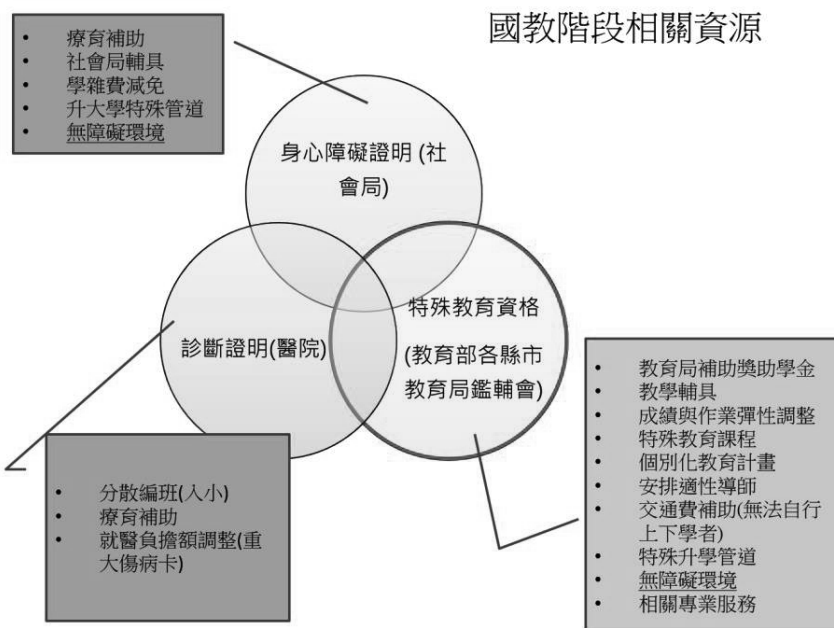 國教階段相關資源
• 療育補助
• 社會局輔具
• 學雜費減免
• 升大學特殊管道
• 無障礙環境
身心障礙證明 (社
會局)
診斷證明(醫院)
特殊教育資格
(教育部各縣市
教育局鑑輔會)
• 分散編班(入小)
• 療育補助
• 就醫負擔額調整(重
大傷病卡)
• 教育局補助獎助學金
• 教學輔具
• 成績與作業彈性調整
• 特殊教育課程
• 個別化教育計畫
• 安排適性導師
• 交通費補助(無法自行
上下學者)
• 特殊升學管道
• 無障礙環境
• 相關專業服務